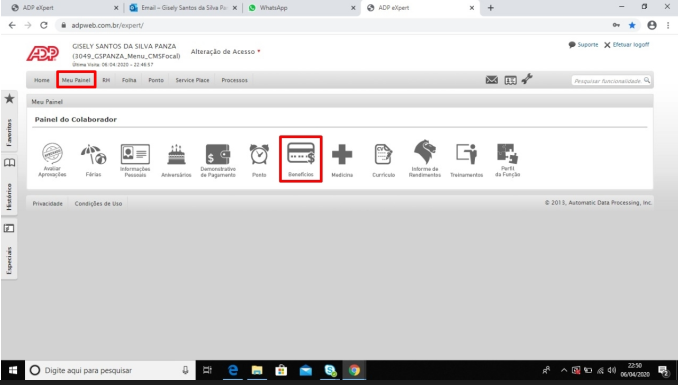 ADP eXpert
Email – Gisely Santos da Silva Pa
WhatsApp
ADP eXpert
adpweb.com.br/expert/
ADP
GISELY SANTOS DA SILVA PANZA
(3049_GSPANZA_Menu_CMSFocal)
Última Visita: 06/04/2020 - 22:46:57
Alteração de Acesso *
Suporte
Efetuar logoff
Home
Meu Painel
RH
Folha
Ponto
Service Place
Processos
Pesquisar funcionalidade.
Meu Painel
Painel do Colaborador
Avaliar
Aprovações
Férias
Informações
Pessoais
Aniversários
Demonstrativo
de Pagamento
Ponto
Benefícios
Medicina
Currículo
Informe de
Rendimentos
Treinamentos
Perfil
da Função
Privacidade
Condições de Uso
© 2013, Automatic Data Processing, Inc.
Favoritos
Histórico
Especiais
Digite aqui para pesquisar
22:50
06/04/2020